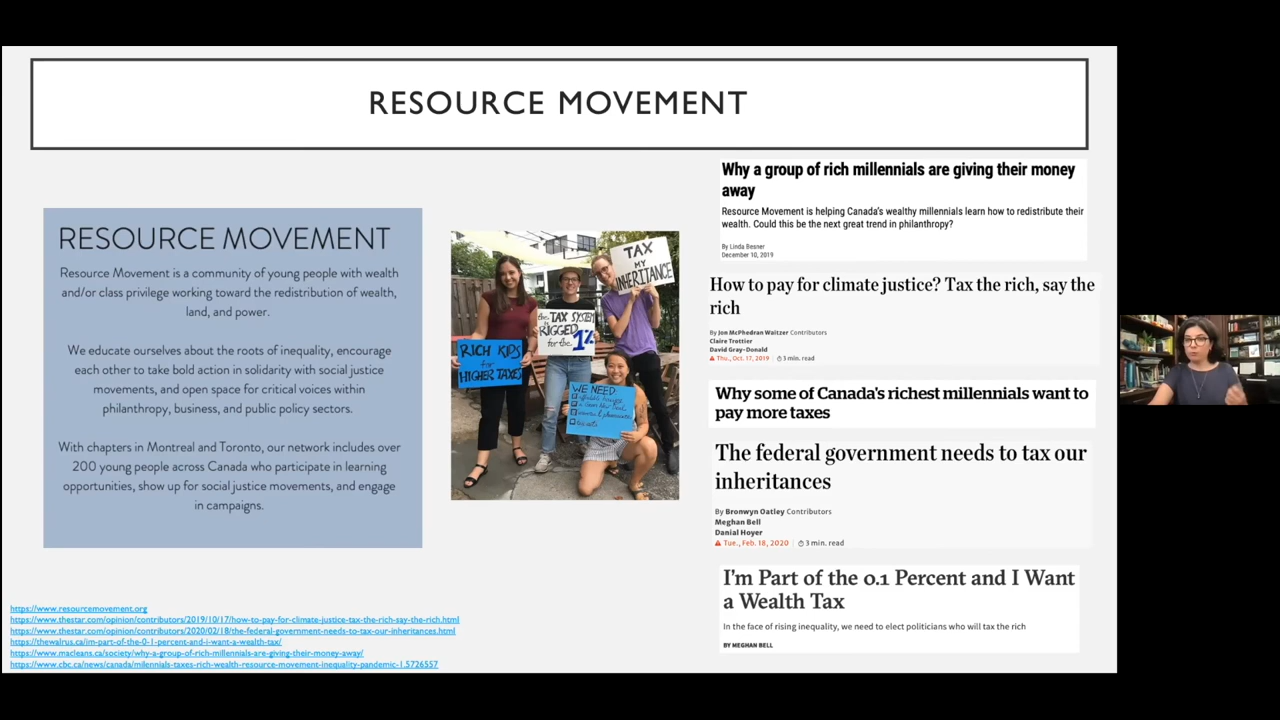 RESOURCE MOVEMENT
RESOURCE MOVEMENT
Resource Movement is a community of young people with wealth
and/or class privilege working toward the redistribution of wealth,
land, and power.
We educate ourselves about the roots of inequality, encourage
each other to take bold action in solidarity with social justice
movements, and open space for critical voices within
philanthropy, business, and public policy sectors.
With chapters in Montreal and Toronto, our network includes over
200 young people across Canada who participate in learning
opportunities, show up for social justice movements, and engage
in campaigns.
TAX
MY
INHERITANCE
the TAX SYSTEM
is RIGGED
for the 1%
RICH KIDS
for
HIGHER TAXES
WE NEED:
Why a group of rich millennials are giving their money
away
Resource Movement is helping Canada's wealthy millennials learn how to redistribute their
wealth. Could this be the next great trend in philanthropy?
By Linda Besner
December 10, 2019
How to pay for climate justice? Tax the rich, say the
rich
By Jon McPhedran Waitzer Contributors
Claire Trottier
David Gray-Donald
Thu., Oct. 17, 2019 | 3 min. read
Why some of Canada's richest millennials want to
pay more taxes
The federal government needs to tax our
inheritances
By Bronwyn Oatley Contributors
Meghan Bell
Danial Hoyer
Tue., Feb. 18, 2020 | 3 min. read
I'm Part of the 0.1 Percent and I Want
a Wealth Tax
In the face of rising inequality, we need to elect politicians who will tax the rich
BY MEGHAN BELL
https://www.resourcemovement.org
https://www.thestar.com/opinion/contributors/2019/10/17/how-to-pay-for-climate-justice-tax-the-rich-say-the-rich.html
https://www.thestar.com/opinion/contributors/2020/02/18/the-federal-government-needs-to-tax-our-inheritances.html
https://thewalrus.ca/im-part-of-the-0-1-percent-and-i-want-a-wealth-tax/
https://www.macleans.ca/society/why-a-group-of-rich-millennials-are-giving-their-money-away/
https://www.cbc.ca/news/canada/milennials-taxes-rich-wealth-resource-movement-inequality-pandemic-1.5726557